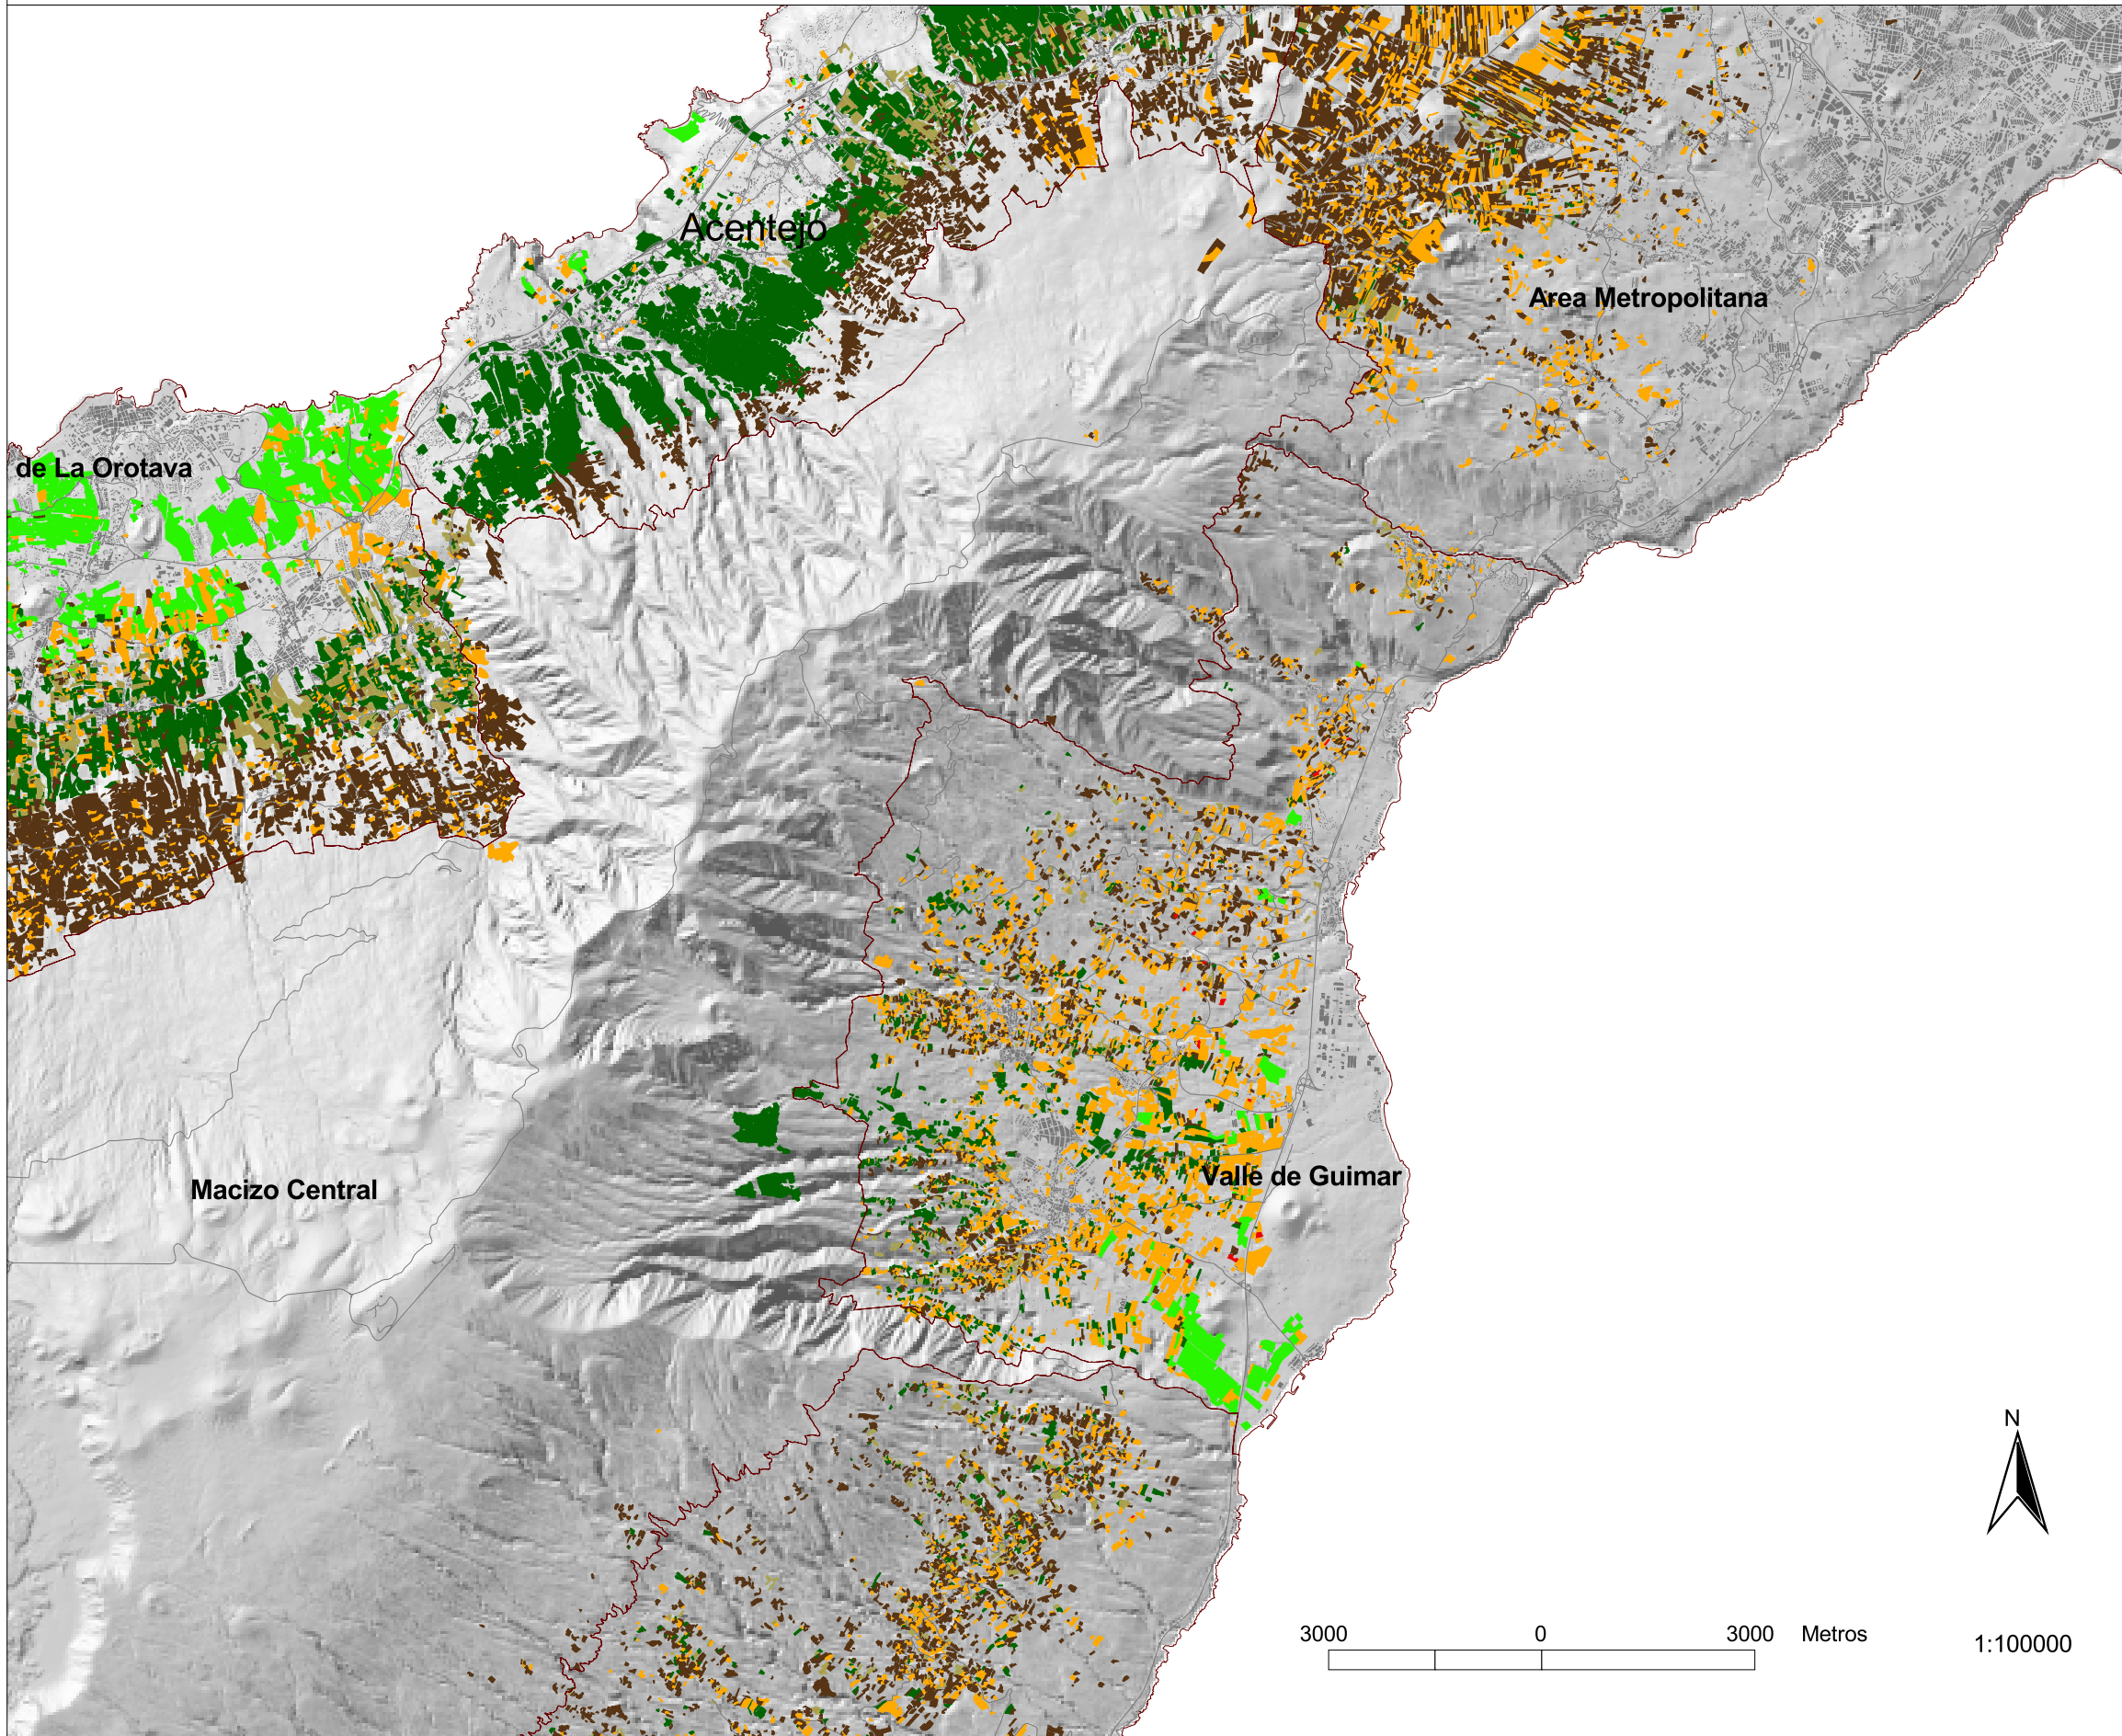 Acentejo
Area Metropolitana
de La Orotava
Macizo Central
Valle de Guimar
N
3000 0 3000 Metros
1:100000